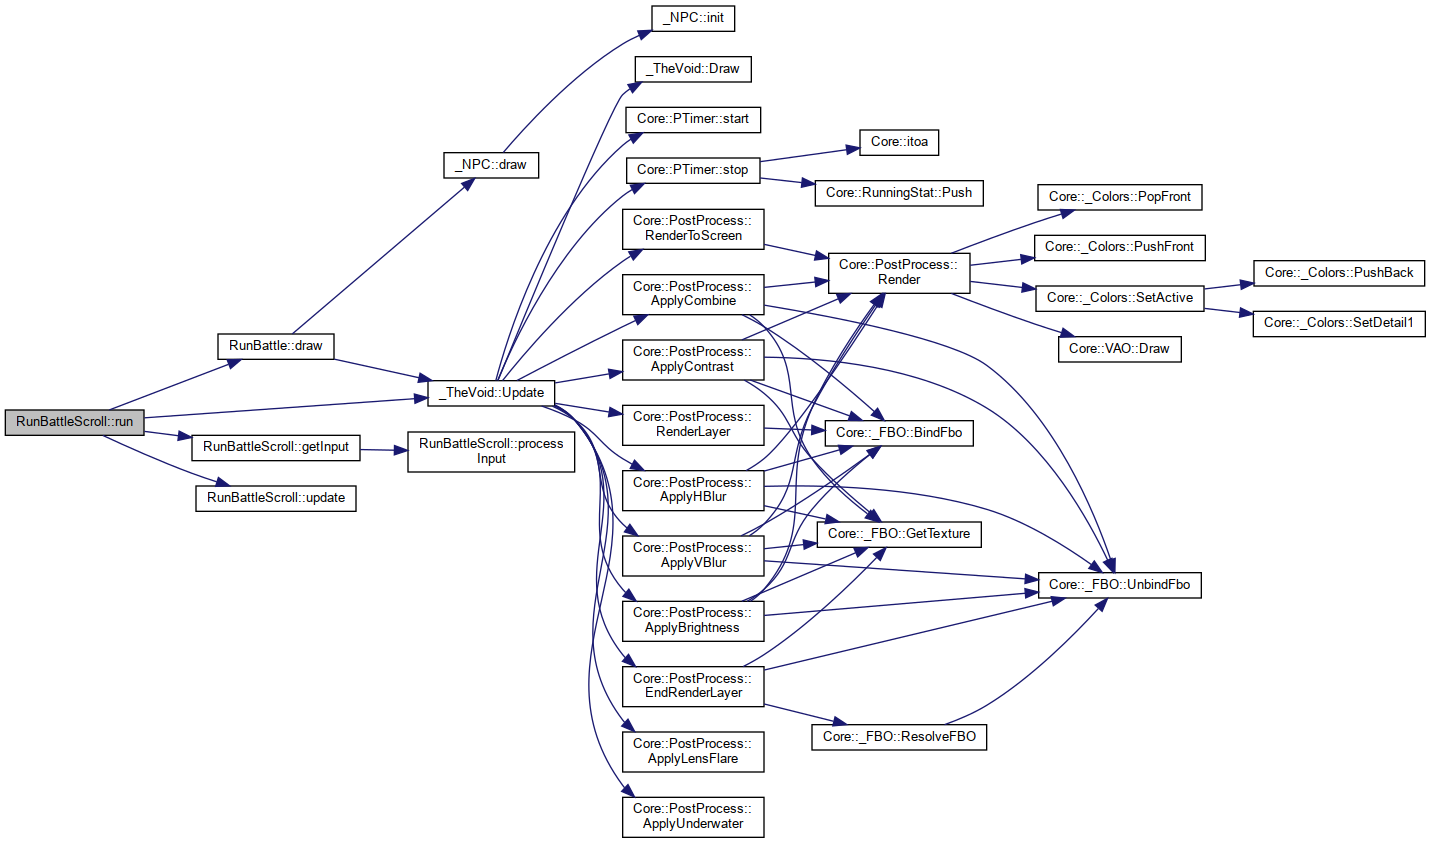 _NPC::init
_TheVoid::Draw
Core::PTimer::start
Core::itoa
_NPC::draw
Core::PTimer::stop
Core::RunningStat::Push
Core::_Colors::PopFront
Core::PostProcess::
RenderToScreen
Core::_Colors::PushFront
Core::PostProcess::
Render
Core::_Colors::PushBack
Core::PostProcess::
ApplyCombine
Core::_Colors::SetActive
Core::_Colors::SetDetail1
RunBattle::draw
Core::PostProcess::
ApplyContrast
Core::VAO::Draw
_TheVoid::Update
RunBattleScroll::run
Core::PostProcess::
RenderLayer
Core::_FBO::BindFbo
RunBattleScroll::getInput
RunBattleScroll::process
Input
RunBattleScroll::update
Core::PostProcess::
ApplyHBlur
Core::_FBO::GetTexture
Core::PostProcess::
ApplyVBlur
Core::_FBO::UnbindFbo
Core::PostProcess::
ApplyBrightness
Core::PostProcess::
EndRenderLayer
Core::_FBO::ResolveFBO
Core::PostProcess::
ApplyLensFlare
Core::PostProcess::
ApplyUnderwater